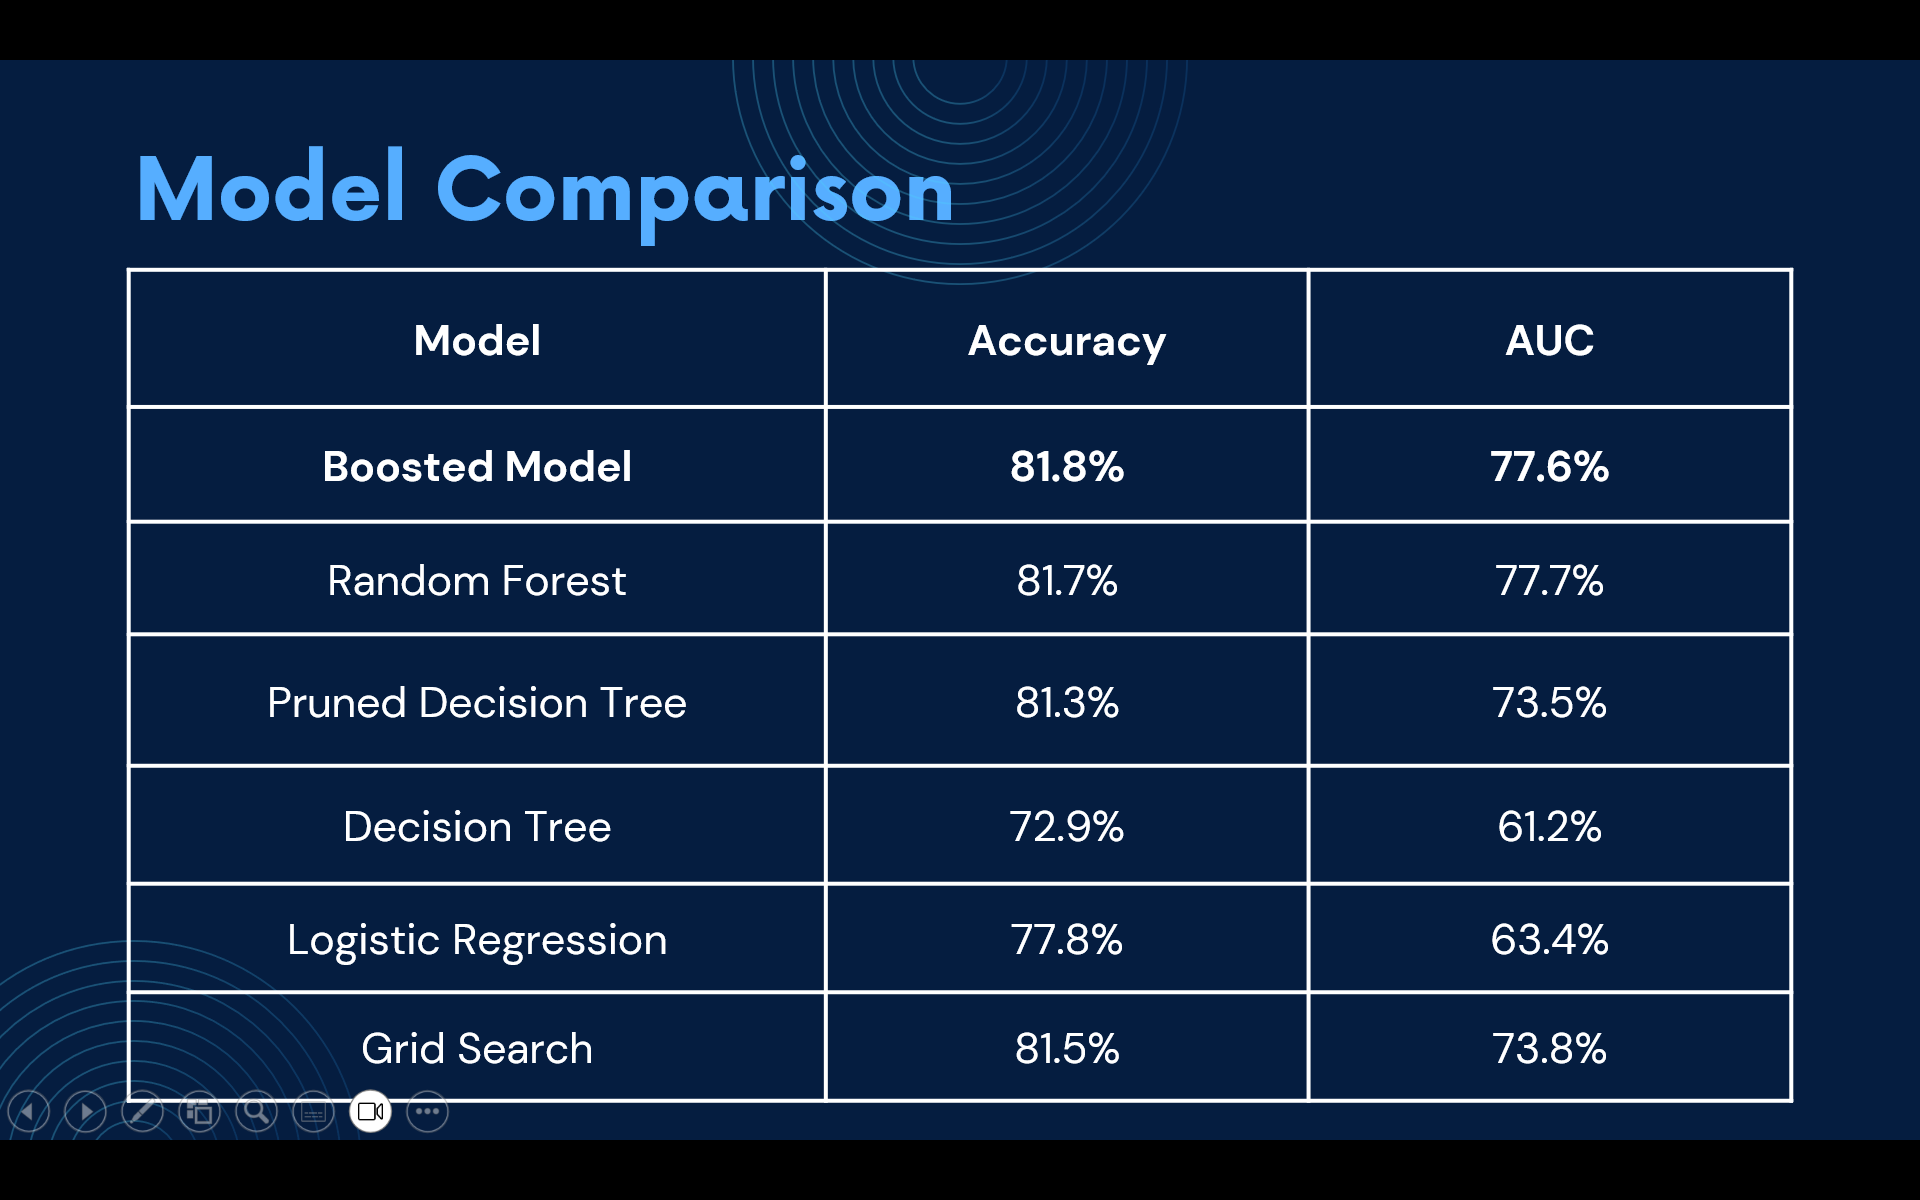 Model Comparison
Model Accuracy AUC
Boosted Model 81.8% 77.6%
Random Forest 81.7% 77.7%
Pruned Decision Tree 81.3% 73.5%
Decision Tree 72.9% 61.2%
Logistic Regression 77.8% 63.4%
Grid Search 81.5% 73.8%